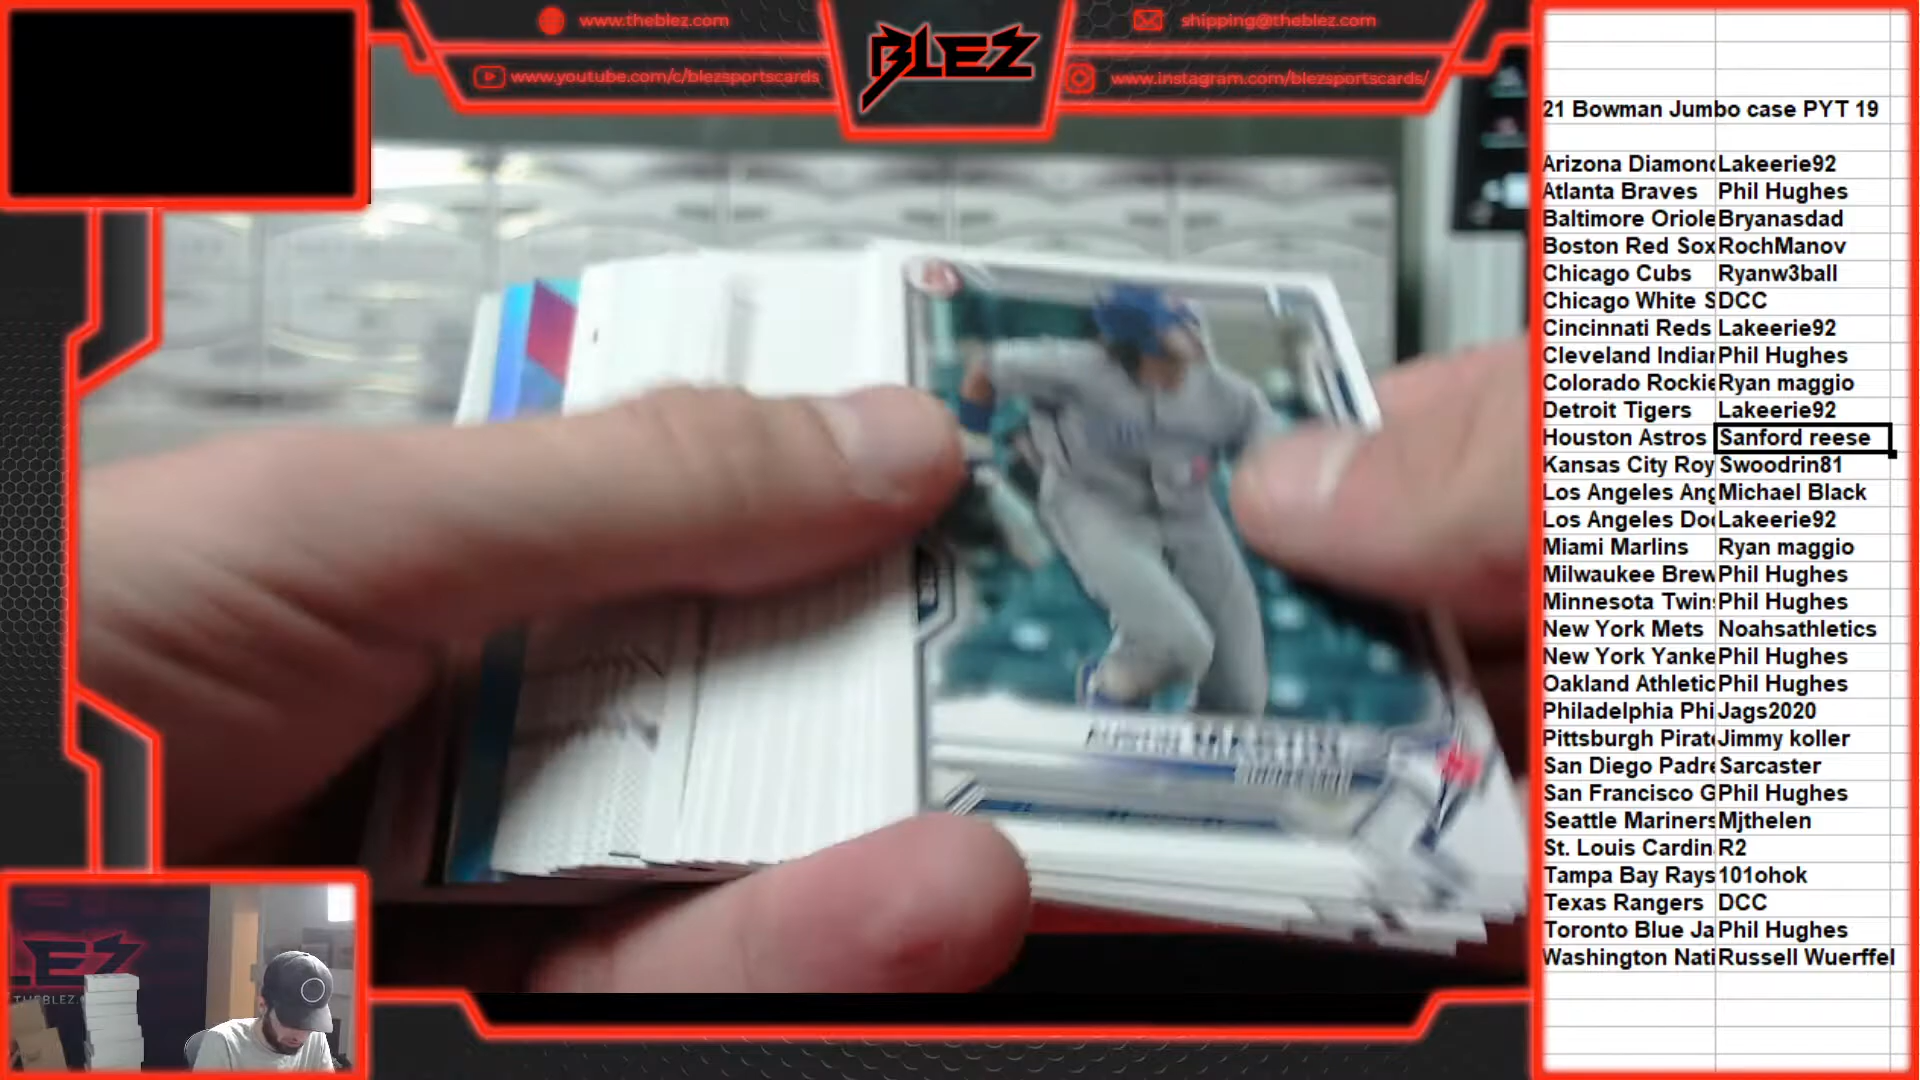 www.theblez.com
www.youtube.com/c/blezsportscards
BLEZ
shipping@theblez.com
www.instagram.com/blezsportscards/
21 Bowman Jumbo case PYT 19
Arizona Diamond Lakeerie92
Atlanta Braves Phil Hughes
Baltimore Oriole Bryanasdad
Boston Red Sox RochManov
Chicago Cubs Ryanw3ball
Chicago White S DCC
Cincinnati Reds Lakeerie92
Cleveland Indian Phil Hughes
Colorado Rockie Ryan maggio
Detroit Tigers Lakeerie92
Houston Astros Sanford reese
Kansas City Roy Swoodrin81
Los Angeles Ang Michael Black
Los Angeles Dod Lakeerie92
Miami Marlins Ryan maggio
Milwaukee Brew Phil Hughes
Minnesota Twins Phil Hughes
New York Mets Noahsathletics
New York Yanke Phil Hughes
Oakland Athletic Phil Hughes
Philadelphia Phi Jags2020
Pittsburgh Pirate Jimmy koller
San Diego Padre Sarcaster
San Francisco G Phil Hughes
Seattle Mariners Mjthelen
St. Louis Cardin R2
Tampa Bay Rays 101ohok
Texas Rangers DCC
Toronto Blue Ja Phil Hughes
Washington Nati Russell Wuerffel
LEZ
THEBLEZ.